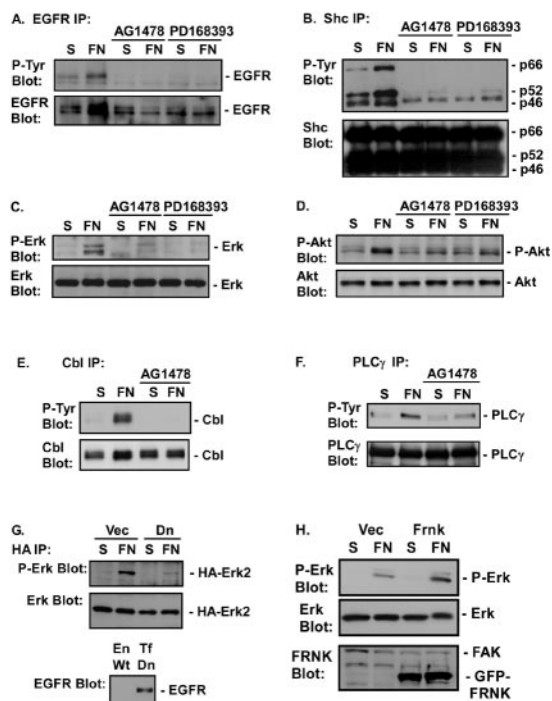 A. EGFR IP:
AG1478 PD168393
S FN S FN S FN
P-Tyr Blot: - EGFR
EGFR Blot: - EGFR
B. Shc IP:
AG1478 PD168393
S FN S FN S FN
P-Tyr Blot: - p66
- p52
- p46
Shc Blot: - p66
- p52
- p46
C.
AG1478 PD168393
S FN S FN S FN
P-Erk Blot: - Erk
Erk Blot: - Erk
D.
AG1478 PD168393
S FN S FN S FN
P-Akt Blot: - P-Akt
Akt Blot: - Akt
E. Cbl IP:
AG1478
S FN S FN
P-Tyr Blot: - Cbl
Cbl Blot: - Cbl
F. PLCγ IP:
AG1478
S FN S FN
P-Tyr Blot: - PLCγ
PLCγ Blot: - PLCγ
G.
Vec Dn
HA IP: S FN S FN
P-Erk Blot: - HA-Erk2
Erk Blot: - HA-Erk2
En Tf
Wt Dn
EGFR Blot: - EGFR
H.
Vec Frnk
S FN S FN
P-Erk Blot: - P-Erk
Erk Blot: - Erk
FRNK Blot: - FAK
- GFP-FRNK